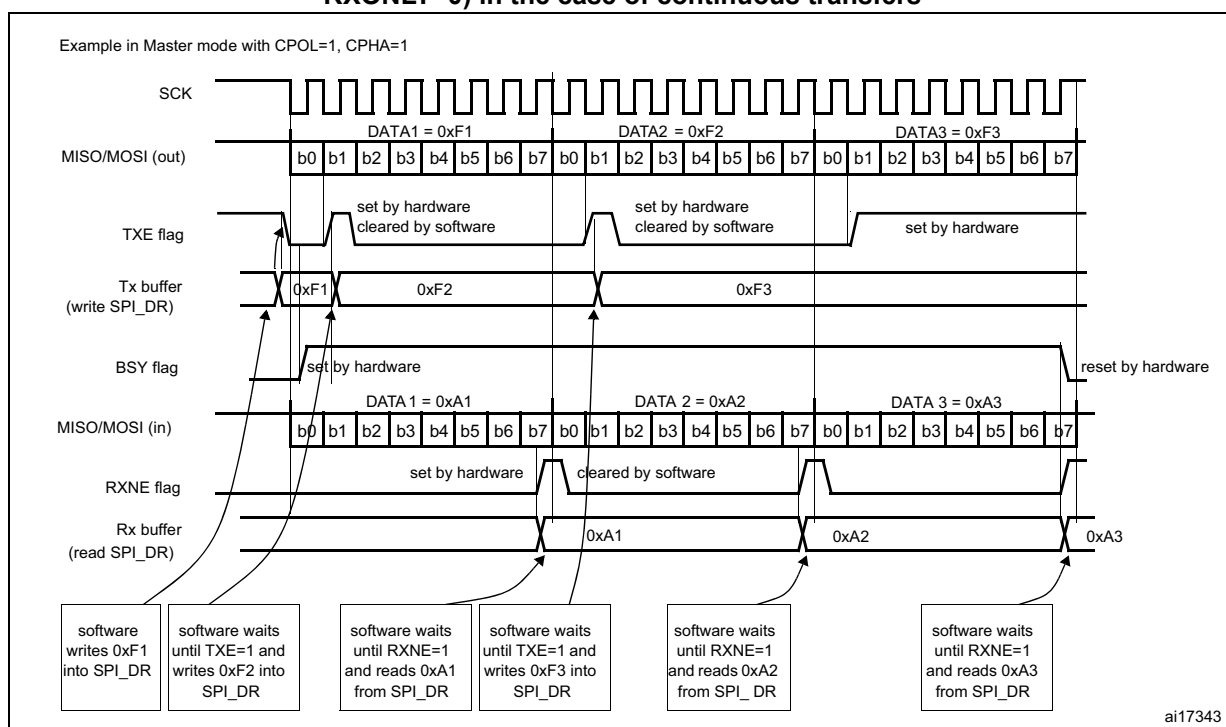 RXONLY=0) in the case of continuous transfers
Example in Master mode with CPOL=1, CPHA=1
SCK
DATA1 = 0xF1 DATA2 = 0xF2 DATA3 = 0xF3
MISO/MOSI (out) b0 b1 b2 b3 b4 b5 b6 b7 b0 b1 b2 b3 b4 b5 b6 b7 b0 b1 b2 b3 b4 b5 b6 b7
set by hardware set by hardware
cleared by software cleared by software set by hardware
TXE flag
Tx buffer 0xF1 0xF2 0xF3
(write SPI_DR)
BSY flag set by hardware reset by hardware
DATA 1 = 0xA1 DATA 2 = 0xA2 DATA 3 = 0xA3
MISO/MOSI (in) b0 b1 b2 b3 b4 b5 b6 b7 b0 b1 b2 b3 b4 b5 b6 b7 b0 b1 b2 b3 b4 b5 b6 b7
set by hardware cleared by software
RXNE flag
Rx buffer 0xA1 0xA2 0xA3
(read SPI_DR)
software
writes 0xF1
into SPI_DR
software waits
until TXE=1 and
writes 0xF2 into
SPI_DR
software waits
until RXNE=1
and reads 0xA1
from SPI_DR
software waits
until TXE=1 and
writes 0xF3 into
SPI_DR
software waits
until RXNE=1
and reads 0xA2
from SPI_ DR
software waits
until RXNE=1
and reads 0xA3
from SPI_DR
ai17343